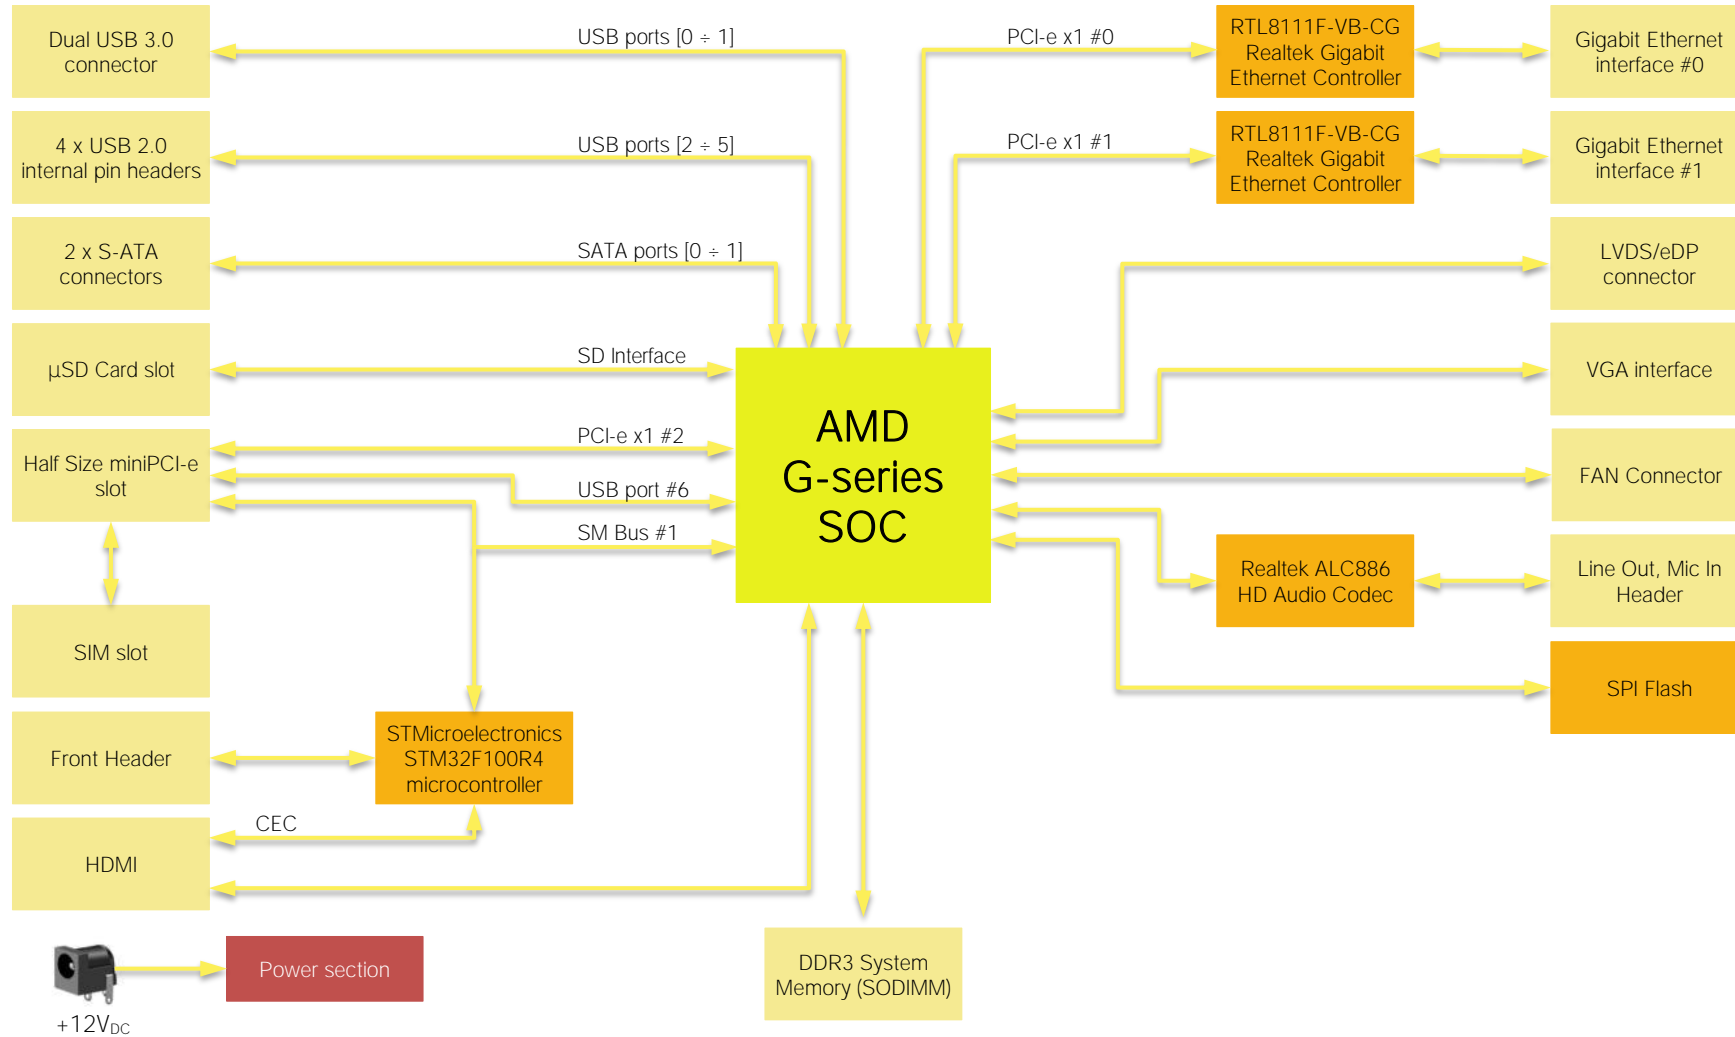 Dual USB 3.0
connector
USB ports [0 ÷ 1]
4 x USB 2.0
internal pin headers
USB ports [2 ÷ 5]
2 x S-ATA
connectors
SATA ports [0 ÷ 1]
µSD Card slot
SD Interface
Half Size miniPCI-e
slot
PCI-e x1 #2
USB port #6
SM Bus #1
SIM slot
Front Header
STMicroelectronics
STM32F100R4
microcontroller
HDMI
CEC
+12VDC
Power section
AMD
G-series
SOC
DDR3 System
Memory (SODIMM)
PCI-e x1 #0
RTL8111F-VB-CG
Realtek Gigabit
Ethernet Controller
Gigabit Ethernet
interface #0
PCI-e x1 #1
RTL8111F-VB-CG
Realtek Gigabit
Ethernet Controller
Gigabit Ethernet
interface #1
LVDS/eDP
connector
VGA interface
FAN Connector
Realtek ALC886
HD Audio Codec
Line Out, Mic In
Header
SPI Flash